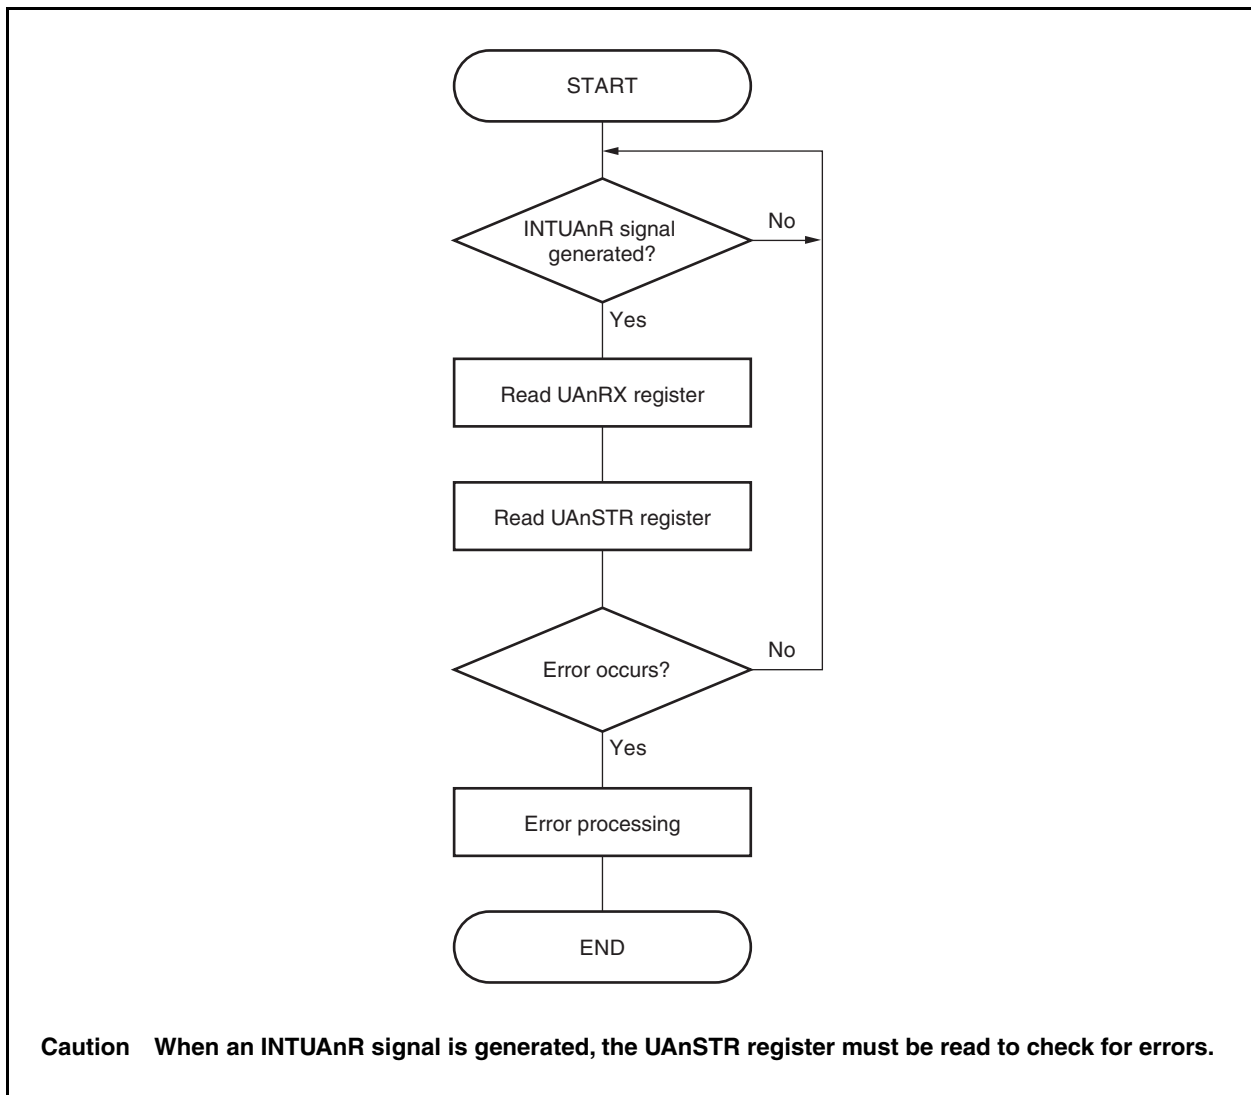 START
INTUAnR signal
generated?
No
Yes
Read UAnRX register
Read UAnSTR register
Error occurs?
No
Yes
Error processing
END
Caution When an INTUAnR signal is generated, the UAnSTR register must be read to check for errors.